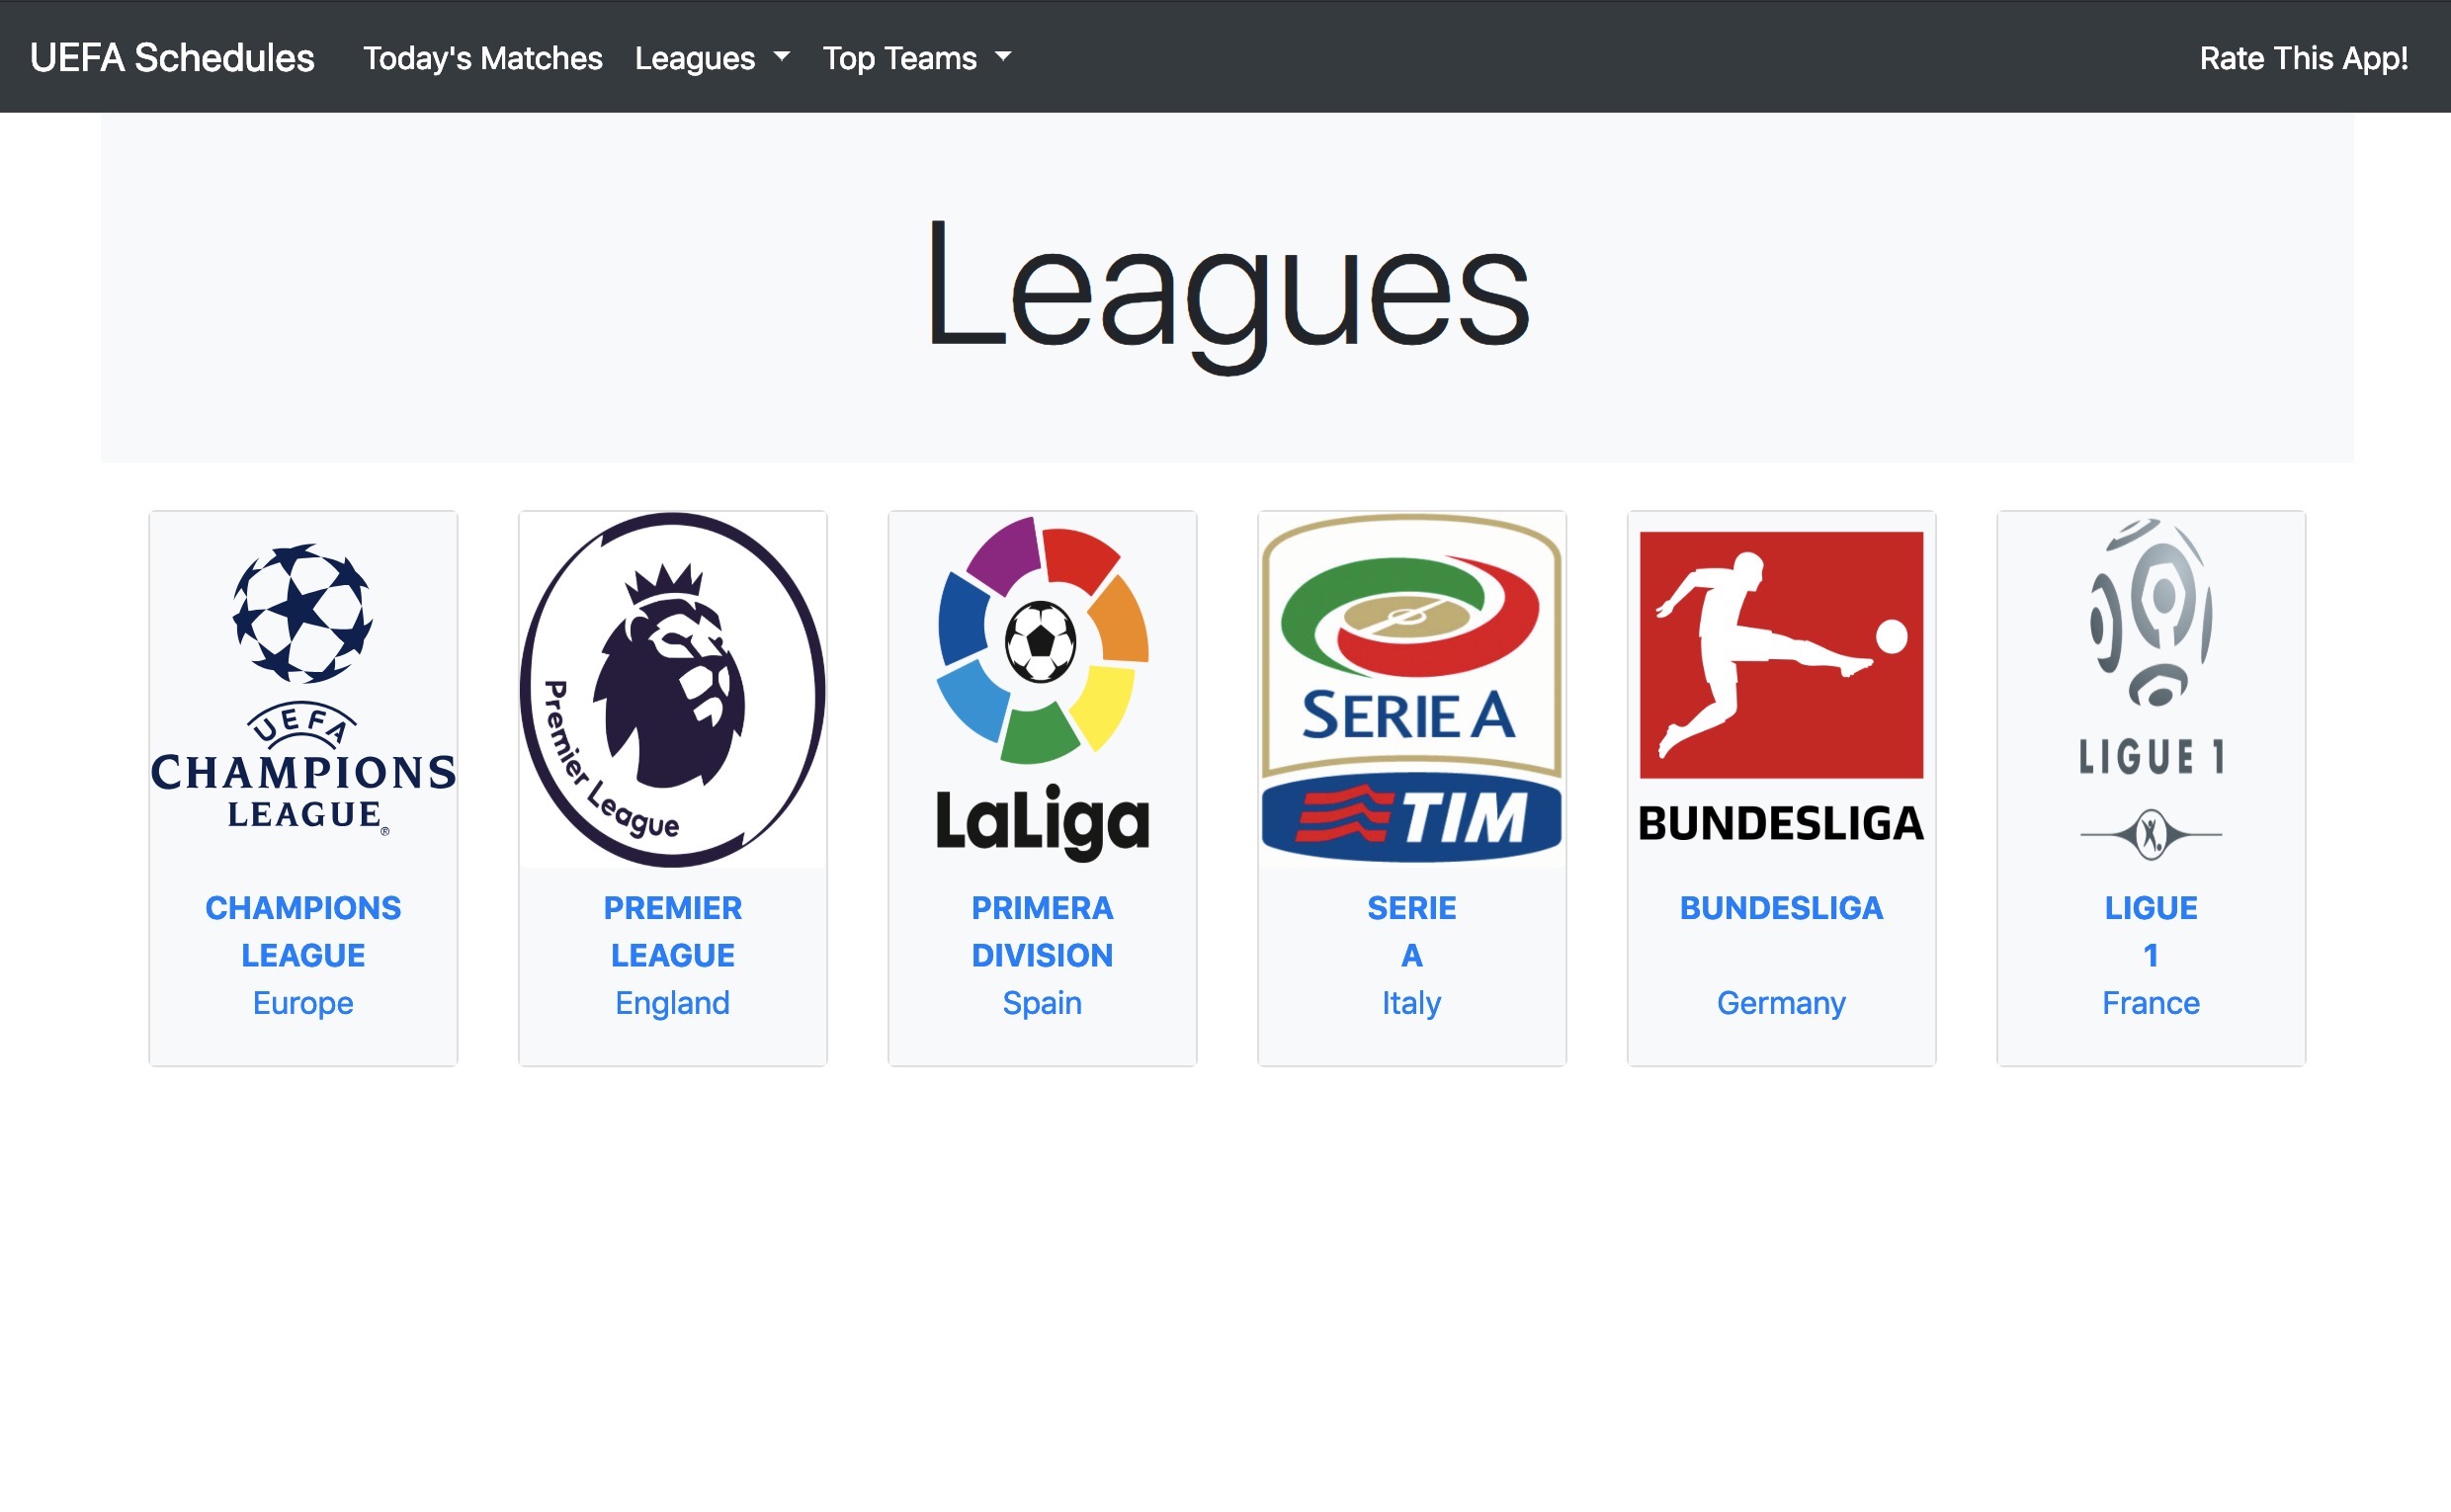 UEFA Schedules Today's Matches Leagues Top Teams Rate This App!
Leagues
UEFA
CHAMPIONS
LEAGUE®
CHAMPIONS
LEAGUE
Europe
Premier League
PREMIER
LEAGUE
England
LaLiga
PRIMERA
DIVISION
Spain
SERIE A
TIM
SERIE
A
Italy
BUNDESLIGA
BUNDESLIGA
Germany
LIGUE 1
LIGUE
1
France